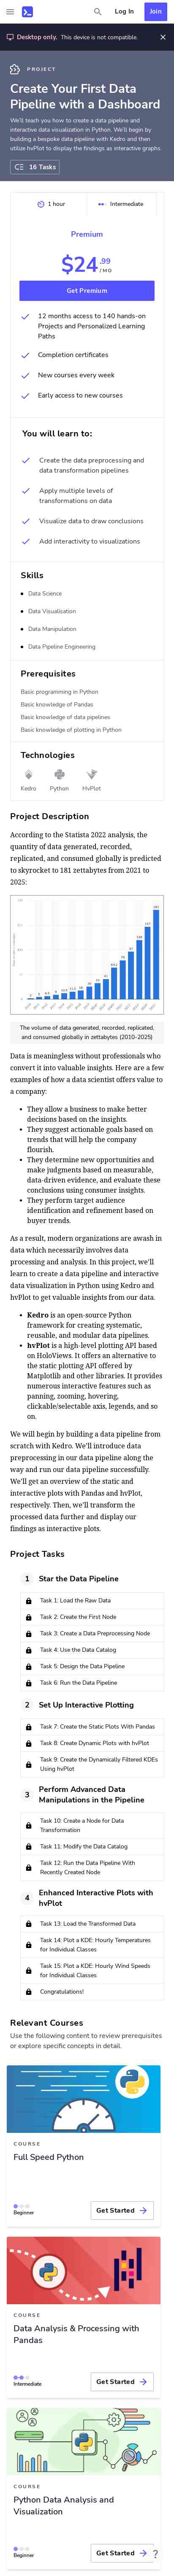 Log In
Join
Desktop only. This device is not compatible.
PROJECT
Create Your First Data
Pipeline with a Dashboard
We'll teach you how to create a data pipeline and
interactive data visualization in Python. We'll begin by
building a bespoke data pipeline with Kedro and then
utilize hvPlot to display the findings as interactive graphs.
16 Tasks
1 hour
Intermediate
Premium
$24.99
/MO
Get Premium
12 months access to 140 hands-on
Projects and Personalized Learning
Paths
Completion certificates
New courses every week
Early access to new courses
You will learn to:
Create the data preprocessing and
data transformation pipelines
Apply multiple levels of
transformations on data
Visualize data to draw conclusions
Add interactivity to visualizations
Skills
Data Science
Data Visualisation
Data Manipulation
Data Pipeline Engineering
Prerequisites
Basic programming in Python
Basic knowledge of Pandas
Basic knowledge of data pipelines
Basic knowledge of plotting in Python
Technologies
Kedro
Python
HvPlot
Project Description
According to the Statista 2022 analysis, the
quantity of data generated, recorded,
replicated, and consumed globally is predicted
to skyrocket to 181 zettabytes from 2021 to
2025:
The volume of data generated, recorded, replicated,
and consumed globally in zettabytes (2010-2025)
Data is meaningless without professionals who
convert it into valuable insights. Here are a few
examples of how a data scientist offers value to
a company:
They allow a business to make better
decisions based on the insights.
They suggest actionable goals based on
trends that will help the company
flourish.
They determine new opportunities and
make judgments based on measurable,
data-driven evidence, and evaluate these
conclusions using consumer insights.
They perform target audience
identification and refinement based on
buyer trends.
As a result, modern organizations are awash in
data which necessarily involves data
processing and analysis. In this project, we'll
learn to create a data pipeline and interactive
data visualization in Python using Kedro and
hvPlot to get valuable insights from our data.
Kedro is an open-source Python
framework for creating systematic,
reusable, and durable data pipelines.
hvPlot is a high-level plotting API based
on HoloViews. It offers an alternative to
the static plotting API offered by
Matplotlib and other libraries. It provides
numerous interactive features such as
panning, zooming, hovering,
clickable/selectable axis, legends, and so
on.
We will begin by building a data pipeline from
scratch with Kedro. We'll introduce data
preprocessing in our data pipeline along the
way and run our data pipeline successfully.
We'll get an overview of the static and
interactive plots with Pandas and hvPlot,
respectively. Then, we'll transform the
processed data further and display our
findings as interactive plots.
Project Tasks
1 Star the Data Pipeline
Task 1: Load the Raw Data
Task 2: Create the First Node
Task 3: Create a Data Preprocessing Node
Task 4: Use the Data Catalog
Task 5: Design the Data Pipeline
Task 6: Run the Data Pipeline
2 Set Up Interactive Plotting
Task 7: Create the Static Plots With Pandas
Task 8: Create Dynamic Plots with hvPlot
Task 9: Create the Dynamically Filtered KDEs
Using hvPlot
3 Perform Advanced Data
Manipulations in the Pipeline
Task 10: Create a Node for Data
Transformation
Task 11: Modify the Data Catalog
Task 12: Run the Data Pipeline With
Recently Created Node
4 Enhanced Interactive Plots with
hvPlot
Task 13: Load the Transformed Data
Task 14: Plot a KDE: Hourly Temperatures
for Individual Classes
Task 15: Plot a KDE: Hourly Wind Speeds
for Individual Classes
Congratulations!
Relevant Courses
Use the following content to review prerequisites
or explore specific concepts in detail.
COURSE
Full Speed Python
Beginner
Get Started
COURSE
Data Analysis & Processing with
Pandas
Intermediate
Get Started
COURSE
Python Data Analysis and
Visualization
Beginner
Get Started
?